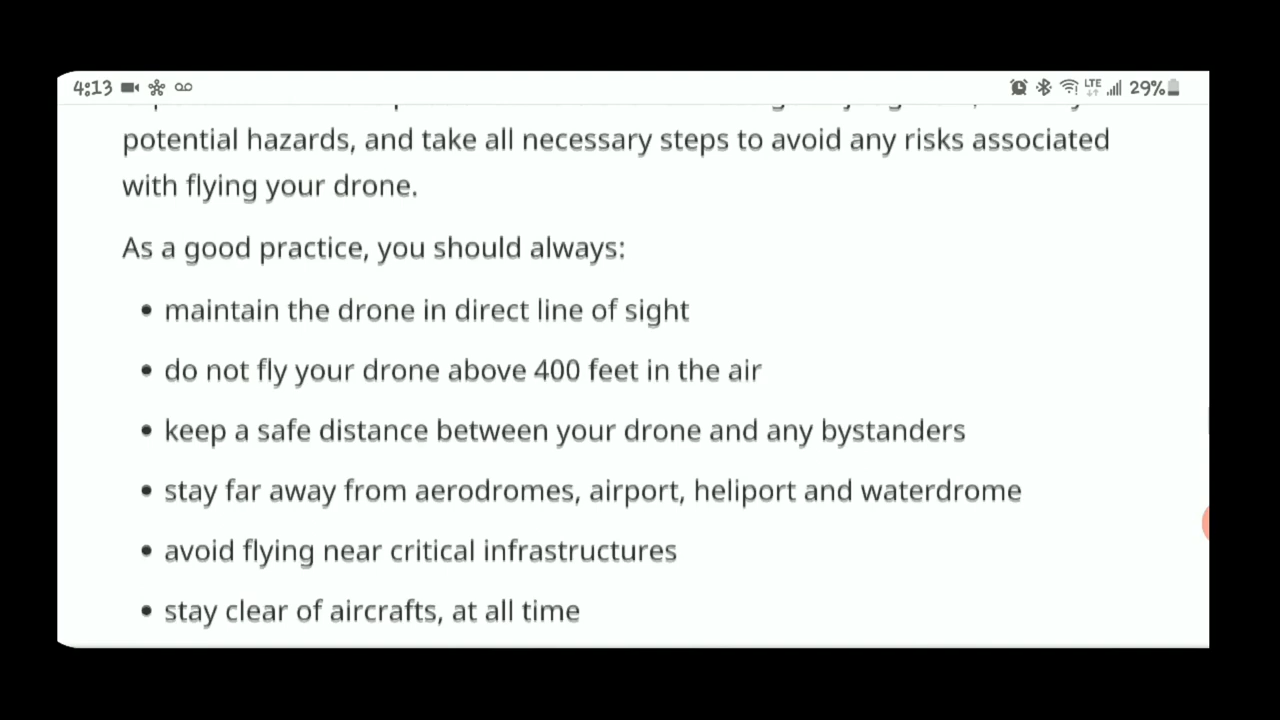 4:13
LTE
29%
potential hazards, and take all necessary steps to avoid any risks associated
with flying your drone.
As a good practice, you should always:
• maintain the drone in direct line of sight
• do not fly your drone above 400 feet in the air
• keep a safe distance between your drone and any bystanders
• stay far away from aerodromes, airport, heliport and waterdrome
• avoid flying near critical infrastructures
• stay clear of aircrafts, at all time